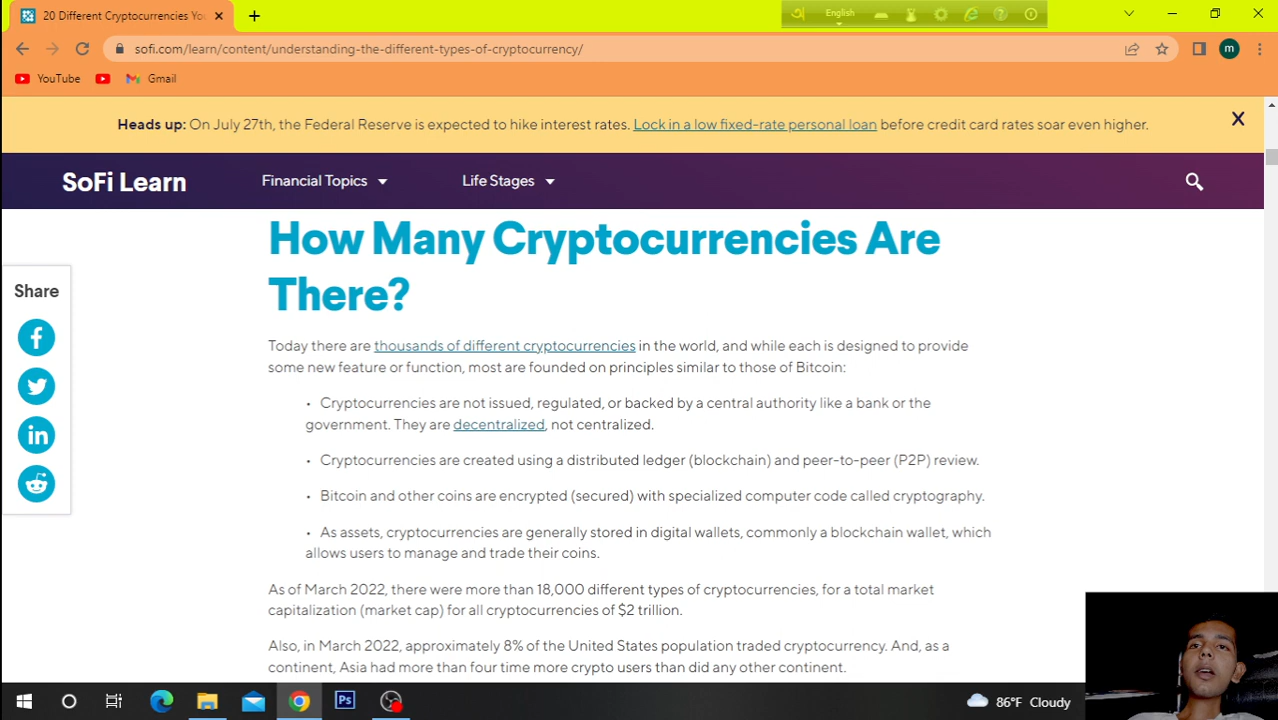 20 Different Cryptocurrencies Yo
English
sofi.com/learn/content/understanding-the-different-types-of-cryptocurrency/
m
YouTube
Gmail
Heads up: On July 27th, the Federal Reserve is expected to hike interest rates. Lock in a low fixed-rate personal loan before credit card rates soar even higher.
SoFi Learn
Financial Topics
Life Stages
How Many Cryptocurrencies Are
There?
Share
Today there are thousands of different cryptocurrencies in the world, and while each is designed to provide
some new feature or function, most are founded on principles similar to those of Bitcoin:
• Cryptocurrencies are not issued, regulated, or backed by a central authority like a bank or the
government. They are decentralized, not centralized.
• Cryptocurrencies are created using a distributed ledger (blockchain) and peer-to-peer (P2P) review.
• Bitcoin and other coins are encrypted (secured) with specialized computer code called cryptography.
• As assets, cryptocurrencies are generally stored in digital wallets, commonly a blockchain wallet, which
allows users to manage and trade their coins.
As of March 2022, there were more than 18,000 different types of cryptocurrencies, for a total market
capitalization (market cap) for all cryptocurrencies of $2 trillion.
Also, in March 2022, approximately 8% of the United States population traded cryptocurrency. And, as a
continent, Asia had more than four time more crypto users than did any other continent.
Ps
86°F Cloudy